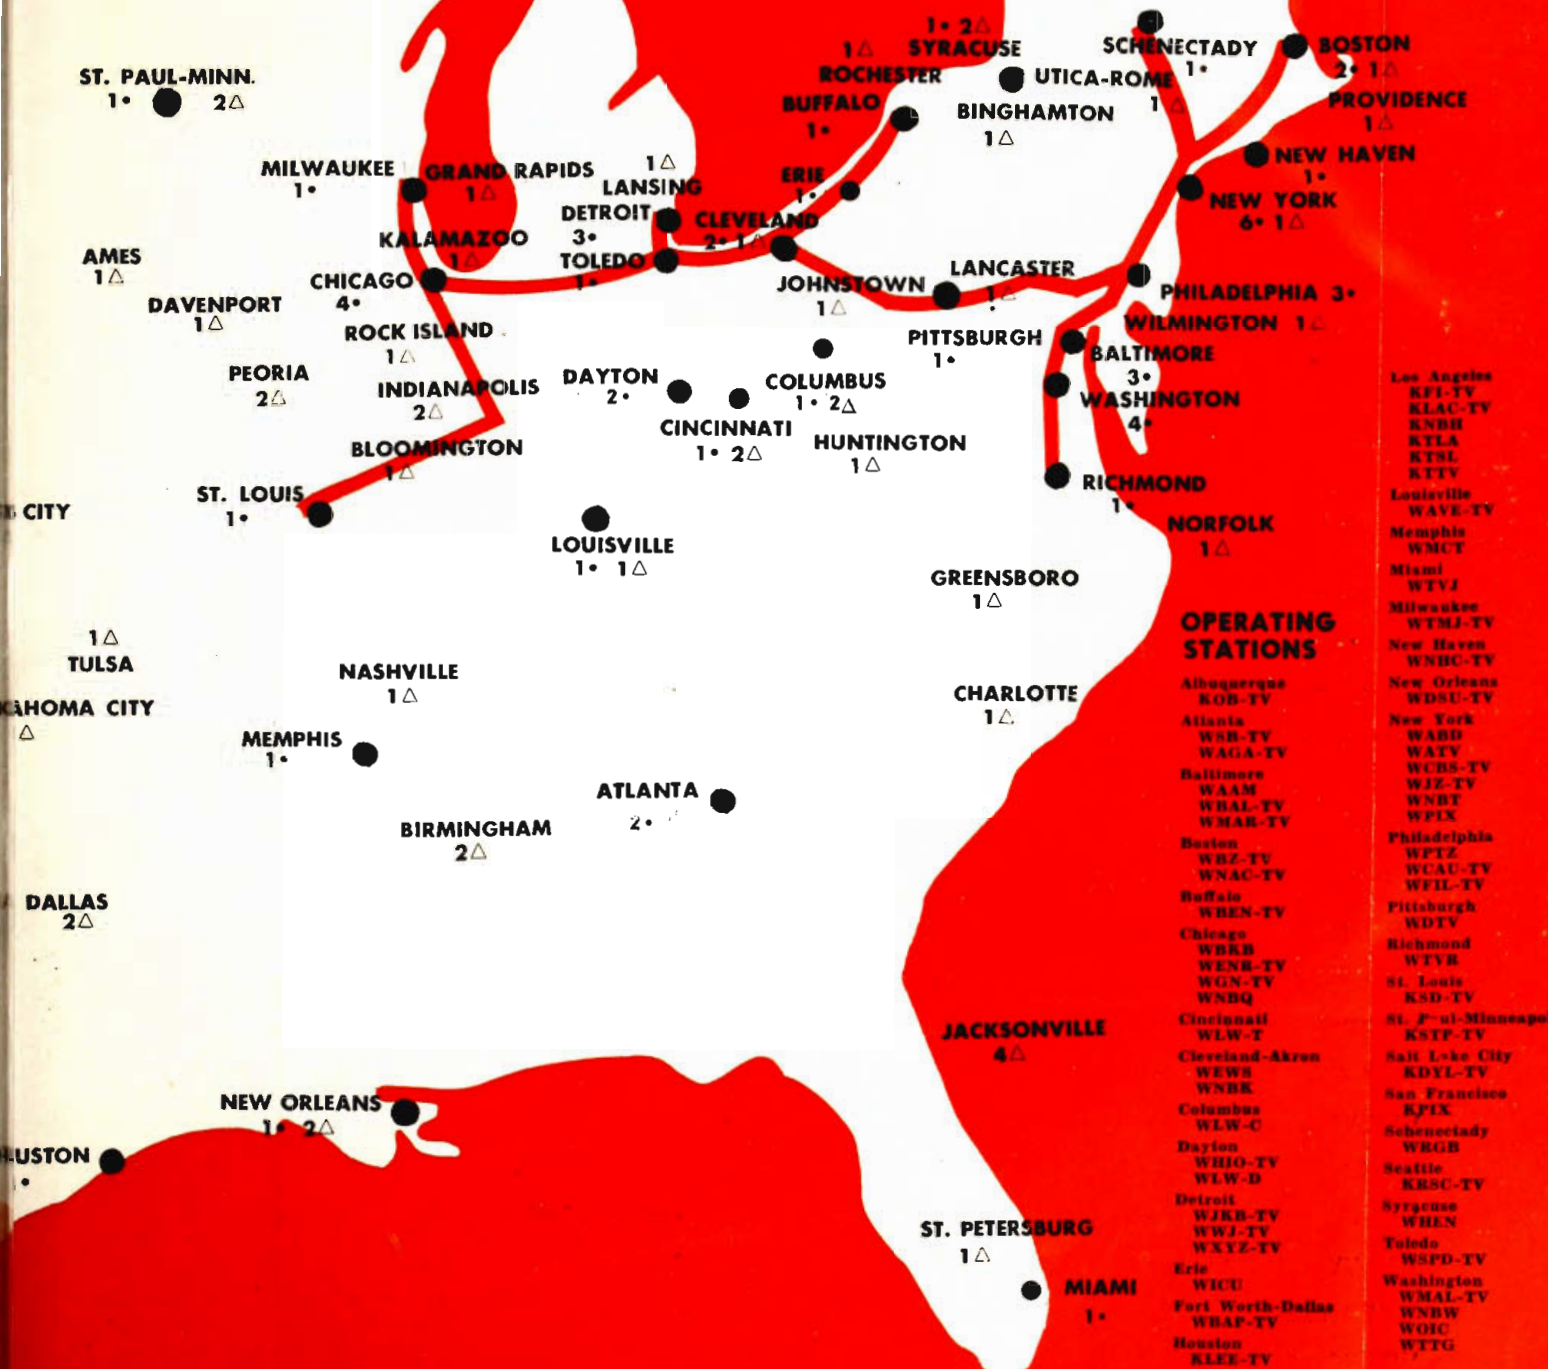 1• 2△
SYRACUSE
1△
ROCHESTER
SCHENECTADY
1•
BOSTON
2• 1△
ST. PAUL-MINN.
1• 2△
UTICA-ROME
1△
BUFFALO
1•
BINGHAMTON
1△
PROVIDENCE
1△
NEW HAVEN
1•
MILWAUKEE
1•
GRAND RAPIDS
1△
1△
LANSING
ERIE
1•
NEW YORK
6• 1△
DETROIT
3•
CLEVELAND
2• 1△
KALAMAZOO
1△
AMES
1△
TOLEDO
1•
CHICAGO
4•
JOHNSTOWN
1△
LANCASTER
1△
•
PHILADELPHIA 3•
DAVENPORT
1△
WILMINGTON 1△
ROCK ISLAND
1△
PITTSBURGH
1•
BALTIMORE
3•
PEORIA
2△
INDIANAPOLIS
2△
DAYTON
2•
COLUMBUS
1• 2△
WASHINGTON
4•
CINCINNATI
1• 2△
HUNTINGTON
1△
BLOOMINGTON
1△
ST. LOUIS
1•
RICHMOND
1•
CITY
NORFOLK
1△
LOUISVILLE
1• 1△
GREENSBORO
1△
1△
TULSA
NASHVILLE
1△
CHARLOTTE
1△
AHOMA CITY
△
MEMPHIS
1•
ATLANTA
2•
BIRMINGHAM
2△
DALLAS
2△
JACKSONVILLE
4△
NEW ORLEANS
1• 2△
USTON
•
ST. PETERSBURG
1△
MIAMI
1•
OPERATING
STATIONS
Albuquerque
KOB-TV
Atlanta
WSB-TV
WAGA-TV
Baltimore
WAAM
WBAL-TV
WMAR-TV
Boston
WBZ-TV
WNAC-TV
Buffalo
WBEN-TV
Chicago
WBKB
WENR-TV
WGN-TV
WNBQ
Cincinnati
WLW-T
Cleveland-Akron
WEWS
WNBK
Columbus
WLW-C
Dayton
WHIO-TV
WLW-D
Detroit
WJKB-TV
WWJ-TV
WXYZ-TV
Erie
WICU
Fort Worth-Dallas
WBAP-TV
Houston
KLEE-TV
Los Angeles
KFI-TV
KLAC-TV
KNBH
KTLA
KTSL
KTTV
Louisville
WAVE-TV
Memphis
WMCT
Miami
WTVJ
Milwaukee
WTMJ-TV
New Haven
WNHC-TV
New Orleans
WDSU-TV
New York
WABD
WATV
WCBS-TV
WJZ-TV
WNBT
WPIX
Philadelphia
WPTZ
WCAU-TV
WFIL-TV
Pittsburgh
WDTV
Richmond
WTVR
St. Louis
KSD-TV
St. Paul-Minneapo
KSTP-TV
Salt Lake City
KDYL-TV
San Francisco
KPIX
Schenectady
WRGB
Seattle
KRSC-TV
Syracuse
WHEN
Toledo
WSPD-TV
Washington
WMAL-TV
WNBW
WOIC
WTTG